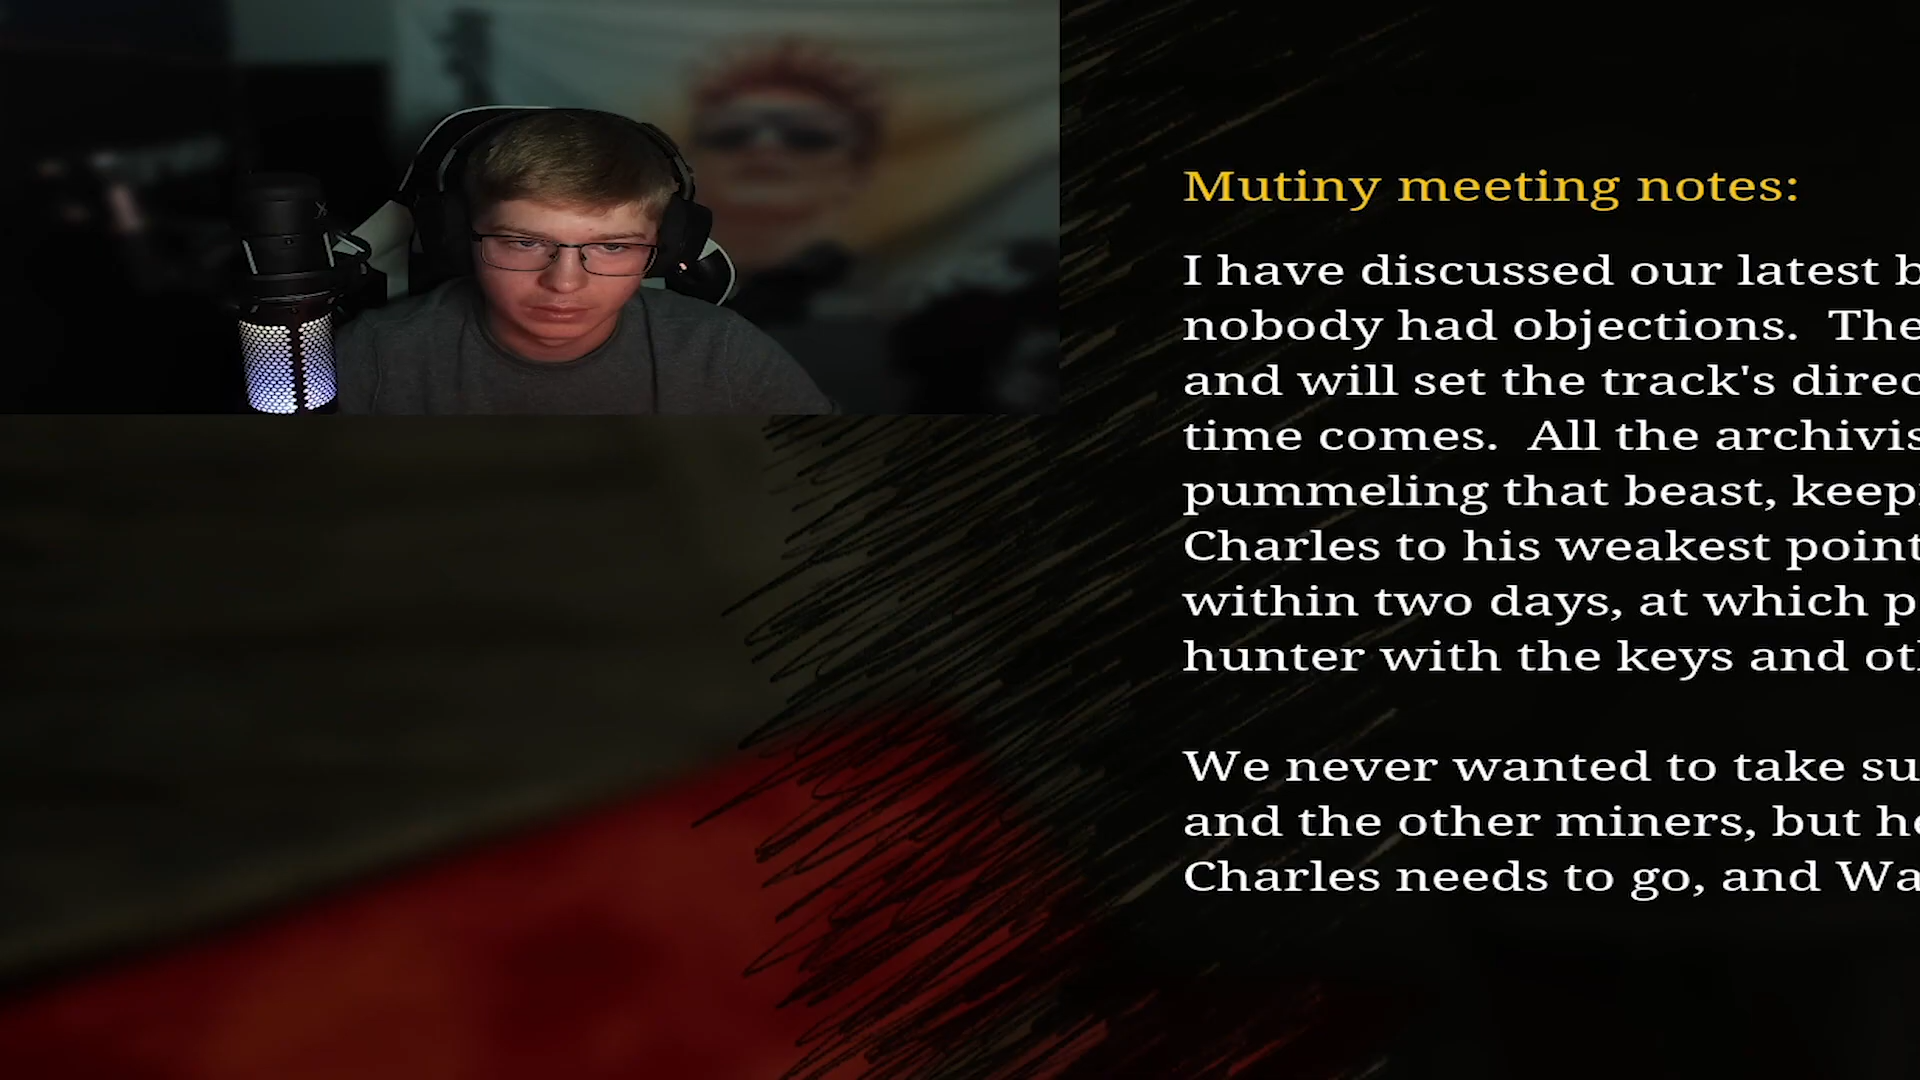 Mutiny meeting notes:
I have discussed our latest
nobody had objections.  The
and will set the track's
time comes.  All the
pummeling that beast,
Charles to his weakest point
within two days, at which
hunter with the keys and
We never wanted to take
and the other miners, but
Charles needs to go, and